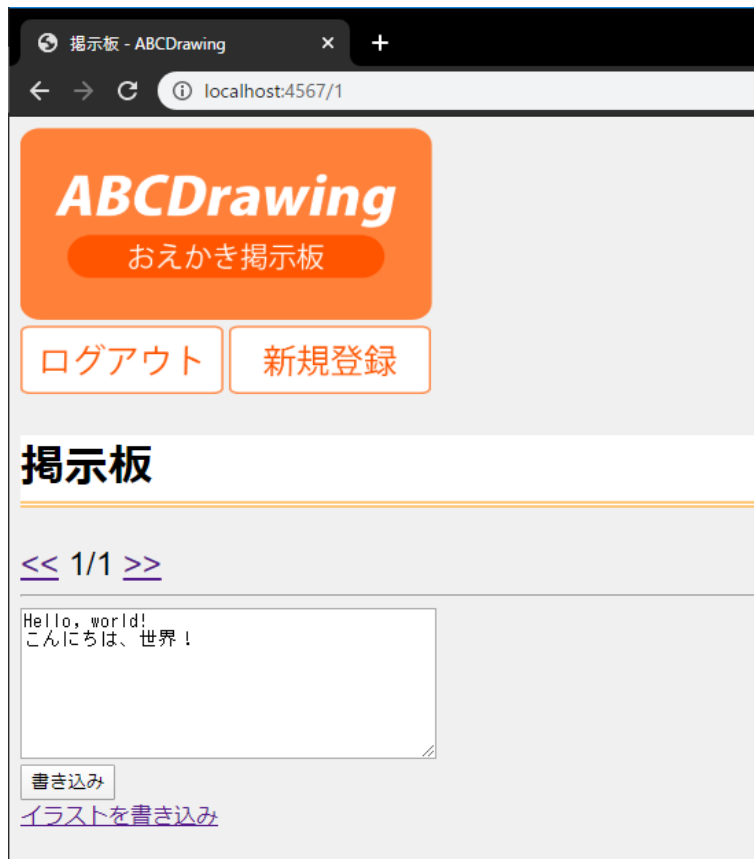 掲示板 - ABCDrawing
localhost:4567/1
ABCDrawing
おえかき掲示板
ログアウト 新規登録
掲示板
<< 1/1 >>
Hello, world!
こんにちは、世界！
書き込み
イラストを書き込み